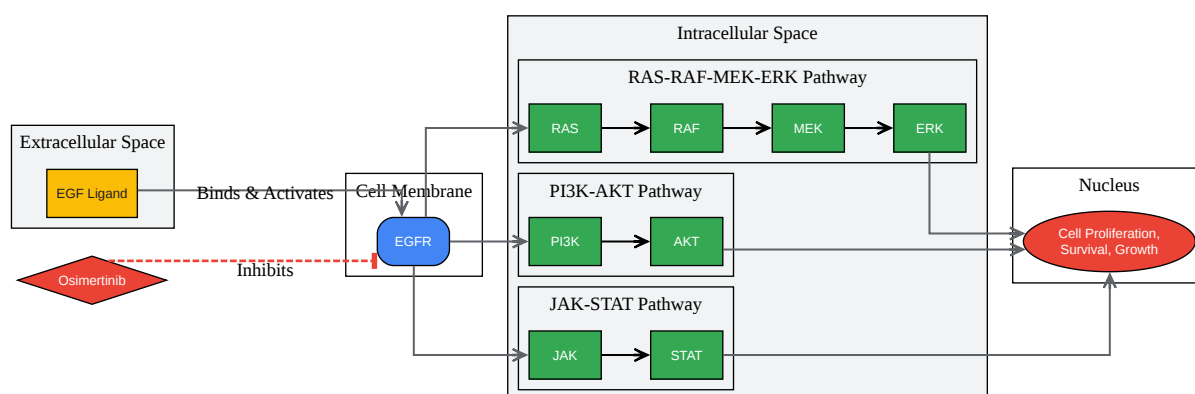 Intracellular Space
RAS-RAF-MEK-ERK Pathway
RAS
RAF
MEK
ERK
Extracellular Space
EGF Ligand
Binds & Activates
Cell Membrane
EGFR
Osimertinib
Inhibits
PI3K-AKT Pathway
PI3K
AKT
JAK-STAT Pathway
JAK
STAT
Nucleus
Cell Proliferation,
Survival, Growth